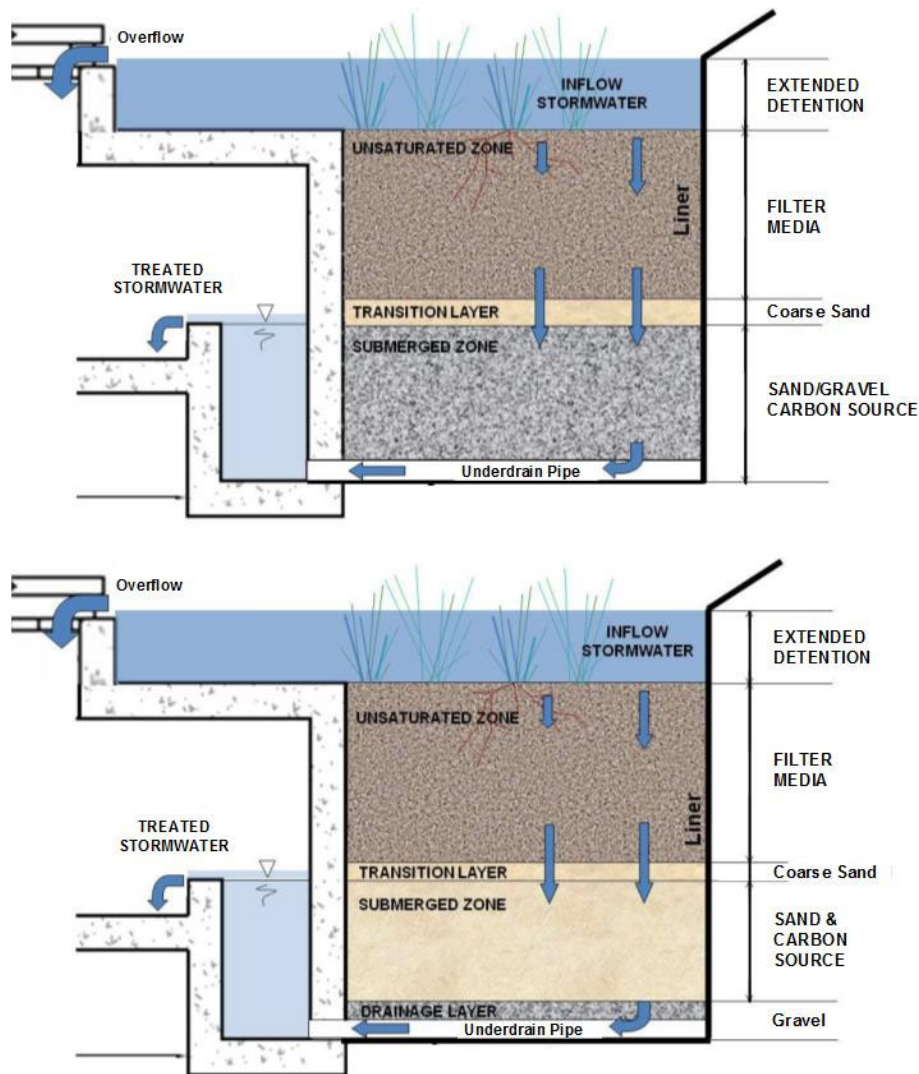 Overflow
INFLOW
STORMWATER
EXTENDED
DETENTION
UNSATURATED ZONE
Liner
FILTER
MEDIA
TREATED
STORMWATER
TRANSITION LAYER
Coarse Sand
SUBMERGED ZONE
SAND/GRAVEL
CARBON SOURCE
Underdrain Pipe
Overflow
INFLOW
STORMWATER
EXTENDED
DETENTION
UNSATURATED ZONE
FILTER
MEDIA
Liner
TREATED
STORMWATER
TRANSITION LAYER
Coarse Sand
SUBMERGED ZONE
SAND &
CARBON
SOURCE
DRAINAGE LAYER
Gravel
Underdrain Pipe